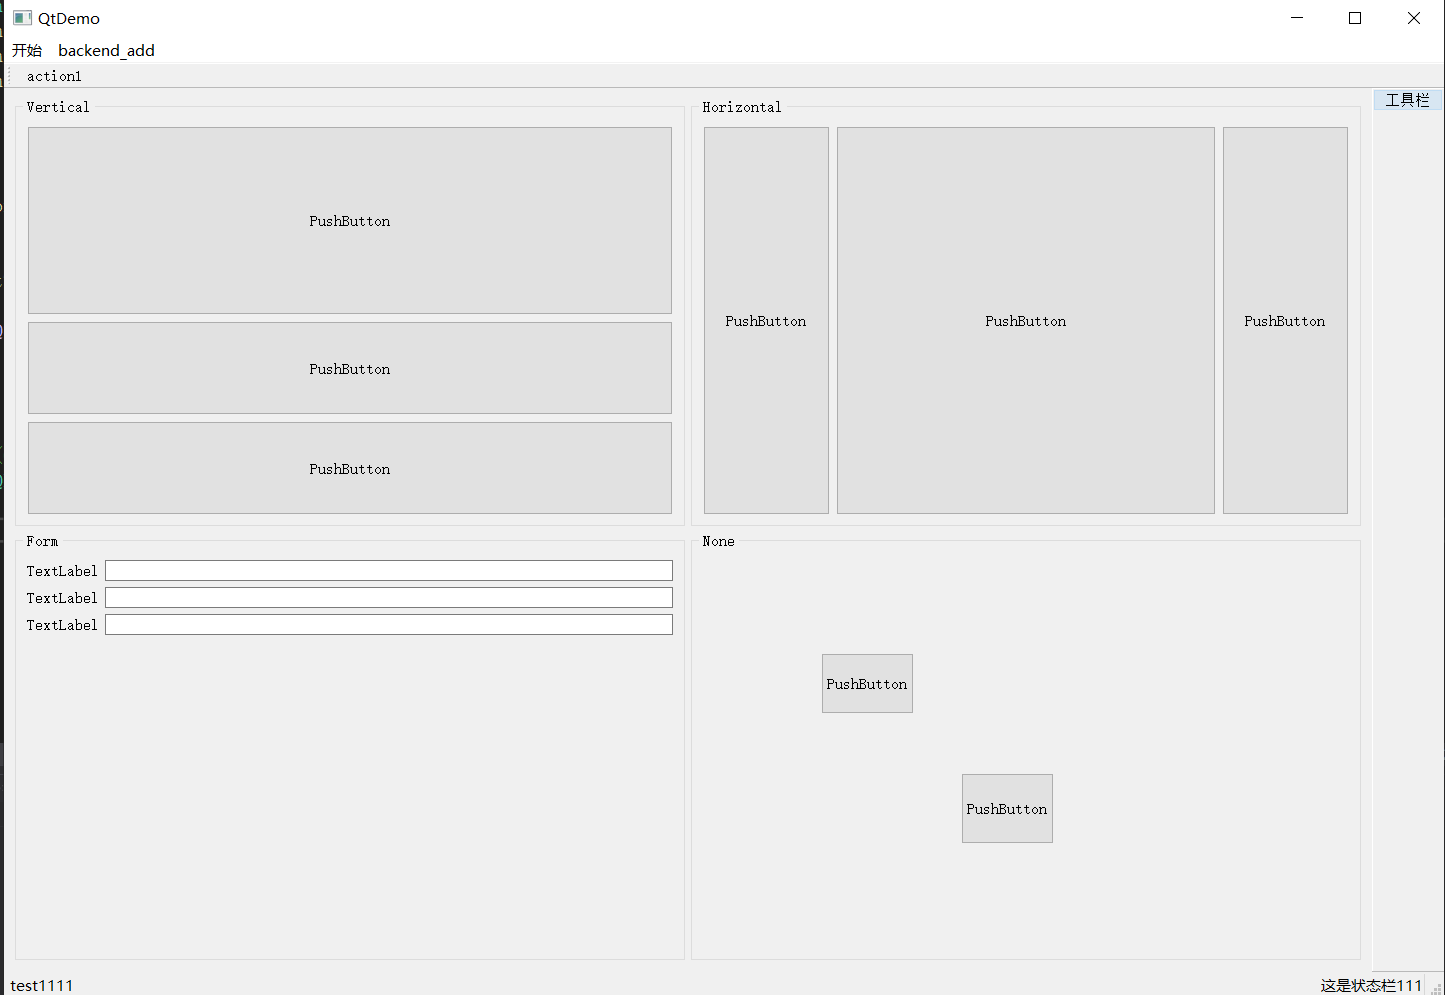 QtDemo
开始 backend_add
action1
工具栏
Vertical
PushButton
PushButton
PushButton
Horizontal
PushButton PushButton PushButton
Form
TextLabel
TextLabel
TextLabel
None
PushButton
PushButton
test1111
这是状态栏111